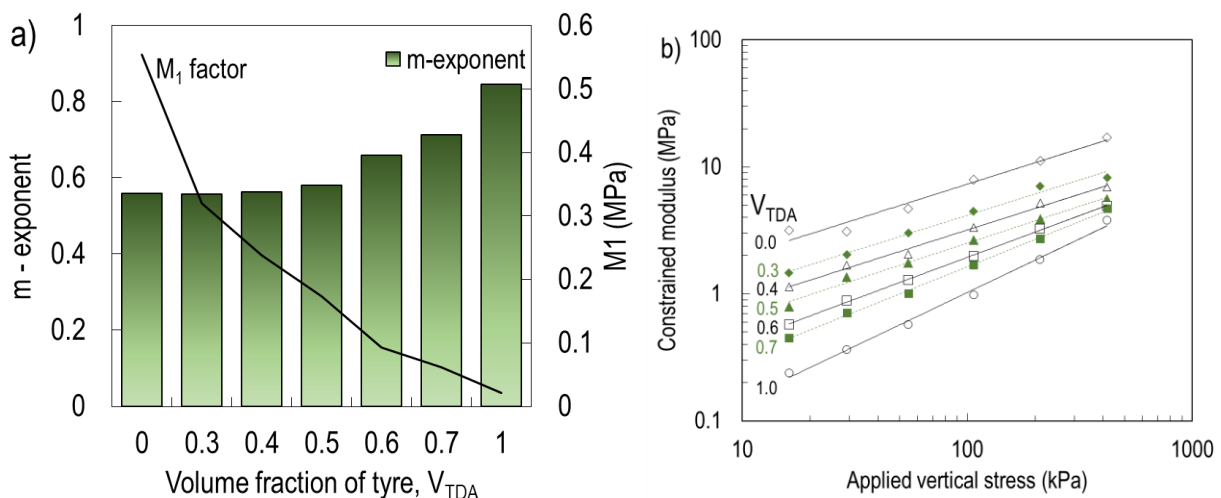 a)
M1 factor
m-exponent
m - exponent
1
0.8
0.6
0.4
0.2
0
0.6
0.5
0.4
0.3
0.2
0.1
0
M1 (MPa)
0 0.3 0.4 0.5 0.6 0.7 1
Volume fraction of tyre, VTDA
b)
Constrained modulus (MPa)
100
10
1
0.1
VTDA
0.0
0.3
0.4
0.5
0.6
0.7
1.0
10 100 1000
Applied vertical stress (kPa)